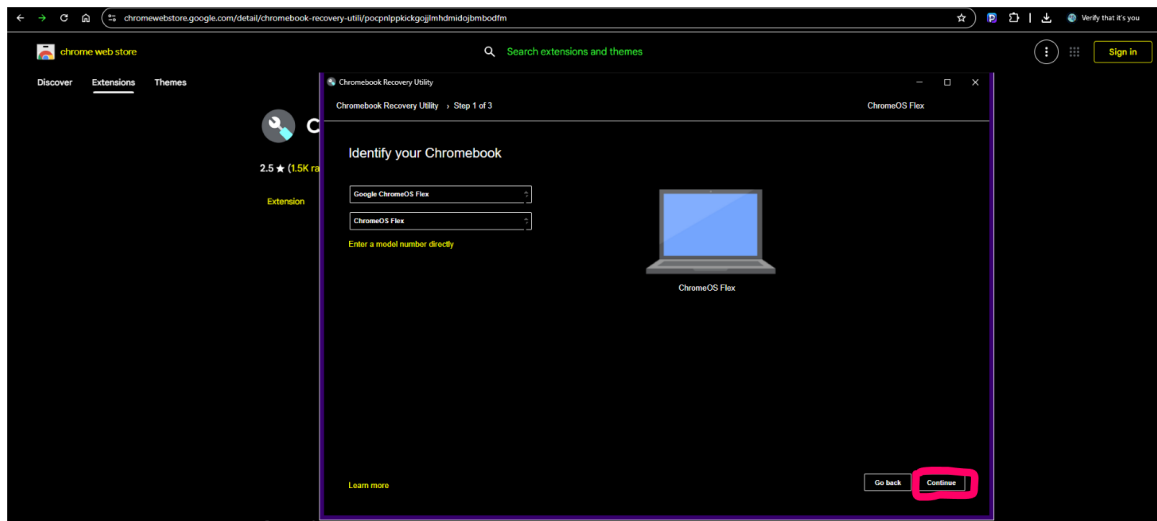 chromewebstore.google.com/detail/chromebook-recovery-utili/pocpnlppkickgojjlmhdmidojbmbodfm
Verify that it's you
chrome web store
Search extensions and themes
Sign in
Discover Extensions Themes
Chromebook Recovery Utility
Chromebook Recovery Utility › Step 1 of 3
ChromeOS Flex
C
2.5 ★ (1.5K ra
Extension
Identify your Chromebook
Google ChromeOS Flex
ChromeOS Flex
Enter a model number directly
ChromeOS Flex
Learn more
Go back Continue